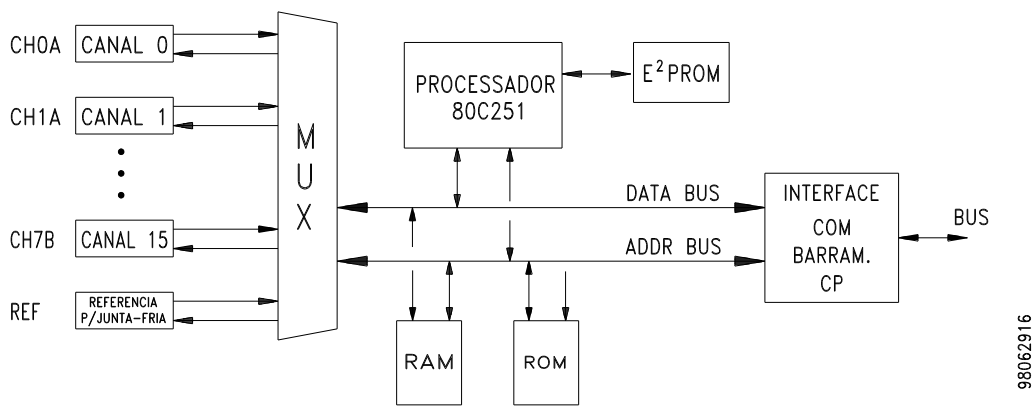 CH0A
CANAL 0
CH1A
CANAL 1
CH7B
CANAL 15
REF
REFERENCIA
P/JUNTA-FRIA
MUX
PROCESSADOR
80C251
E²PROM
DATA BUS
ADDR BUS
RAM
ROM
INTERFACE
COM
BARRAM.
CP
BUS
98062916